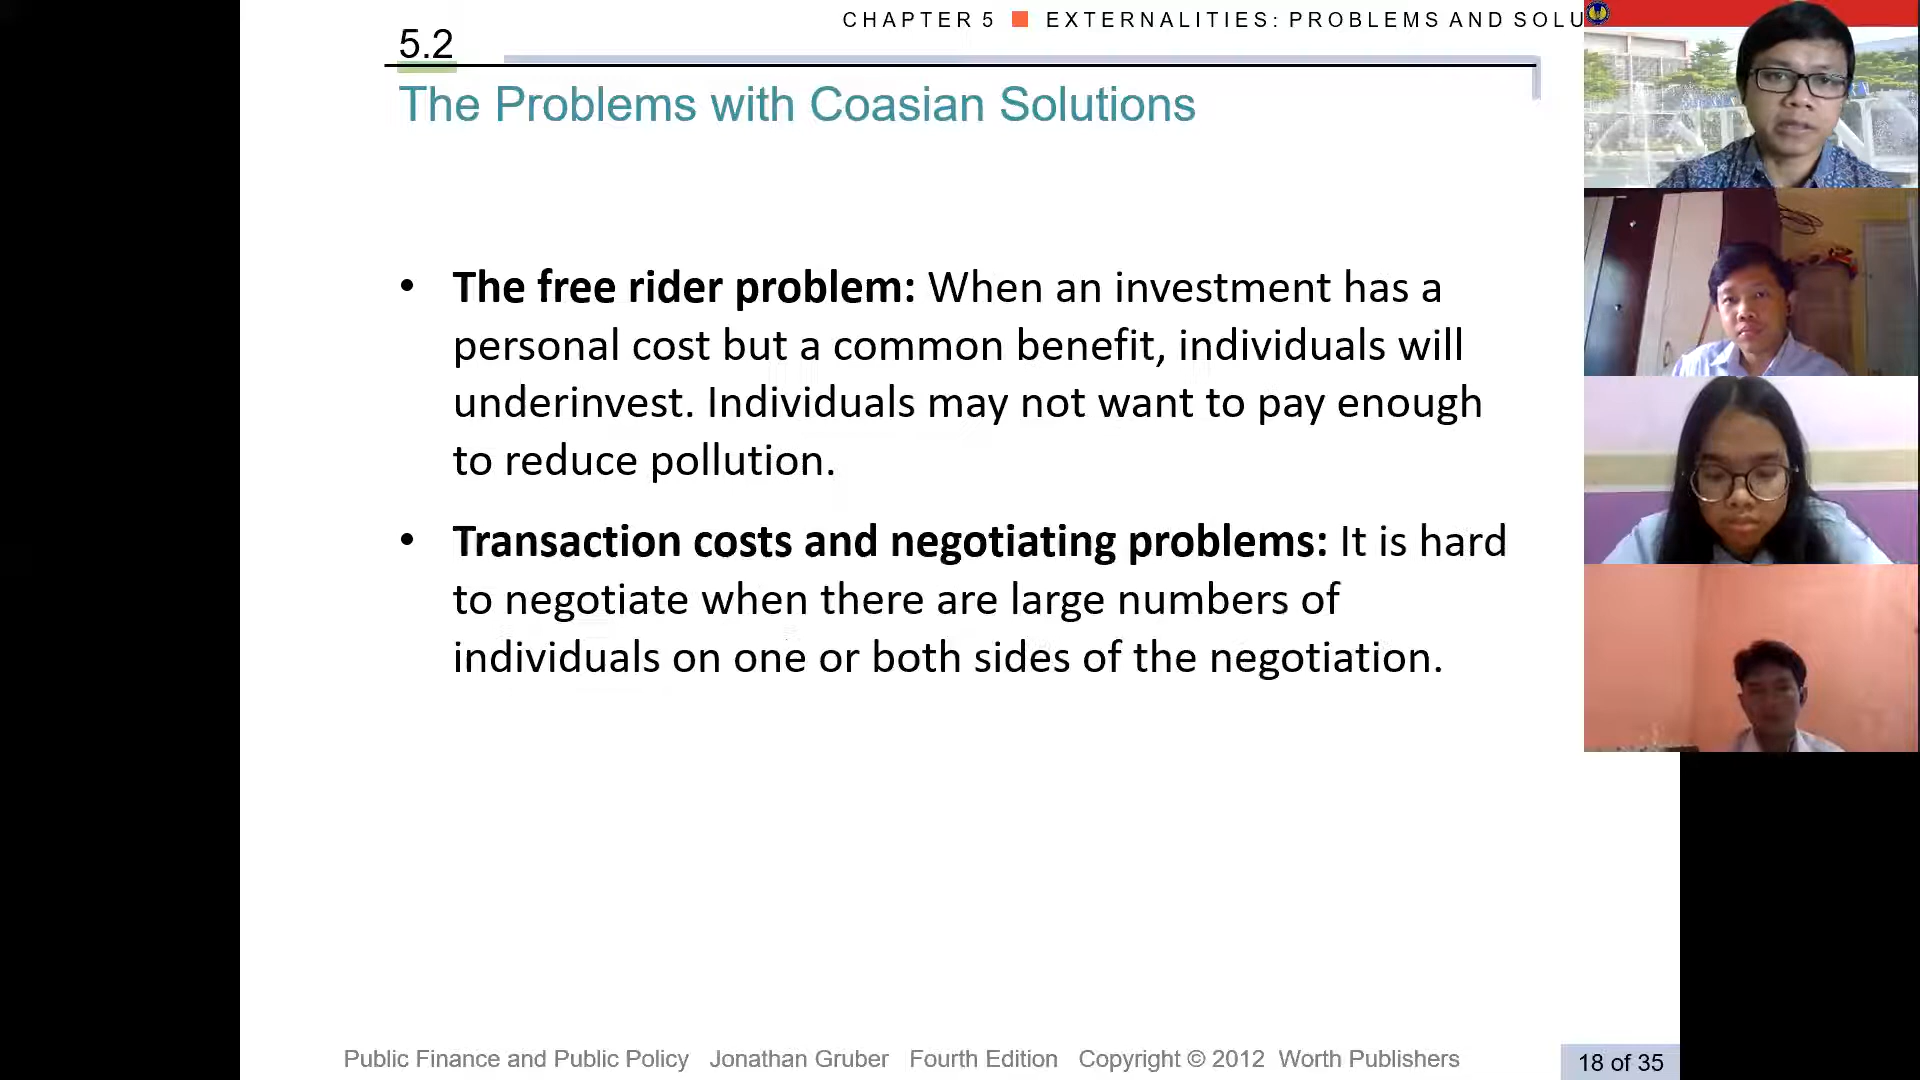 CHAPTER 5 ■ EXTERNALITIES: PROBLEMS AND SOLU
5.2
The Problems with Coasian Solutions
• The free rider problem: When an investment has a
personal cost but a common benefit, individuals will
underinvest. Individuals may not want to pay enough
to reduce pollution.
• Transaction costs and negotiating problems: It is hard
to negotiate when there are large numbers of
individuals on one or both sides of the negotiation.
Public Finance and Public Policy Jonathan Gruber Fourth Edition Copyright © 2012 Worth Publishers
18 of 35